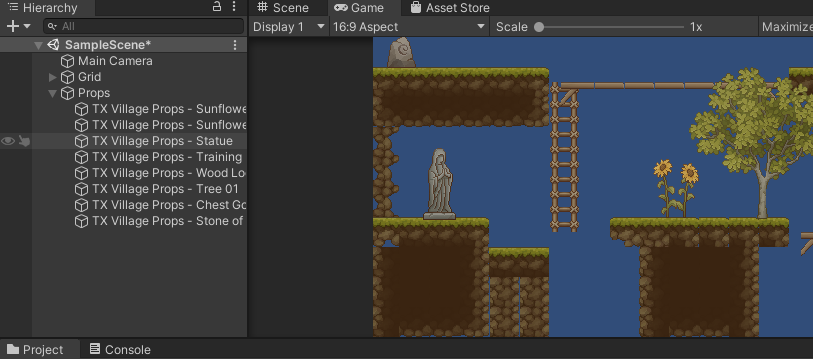 Hierarchy
All
SampleScene*
Main Camera
Grid
Props
TX Village Props - Sunflowe
TX Village Props - Sunflowe
TX Village Props - Statue
TX Village Props - Training
TX Village Props - Wood Lo
TX Village Props - Tree 01
TX Village Props - Chest Go
TX Village Props - Stone of
Scene Game Asset Store
Display 1 16:9 Aspect Scale 1x Maximize
Project Console